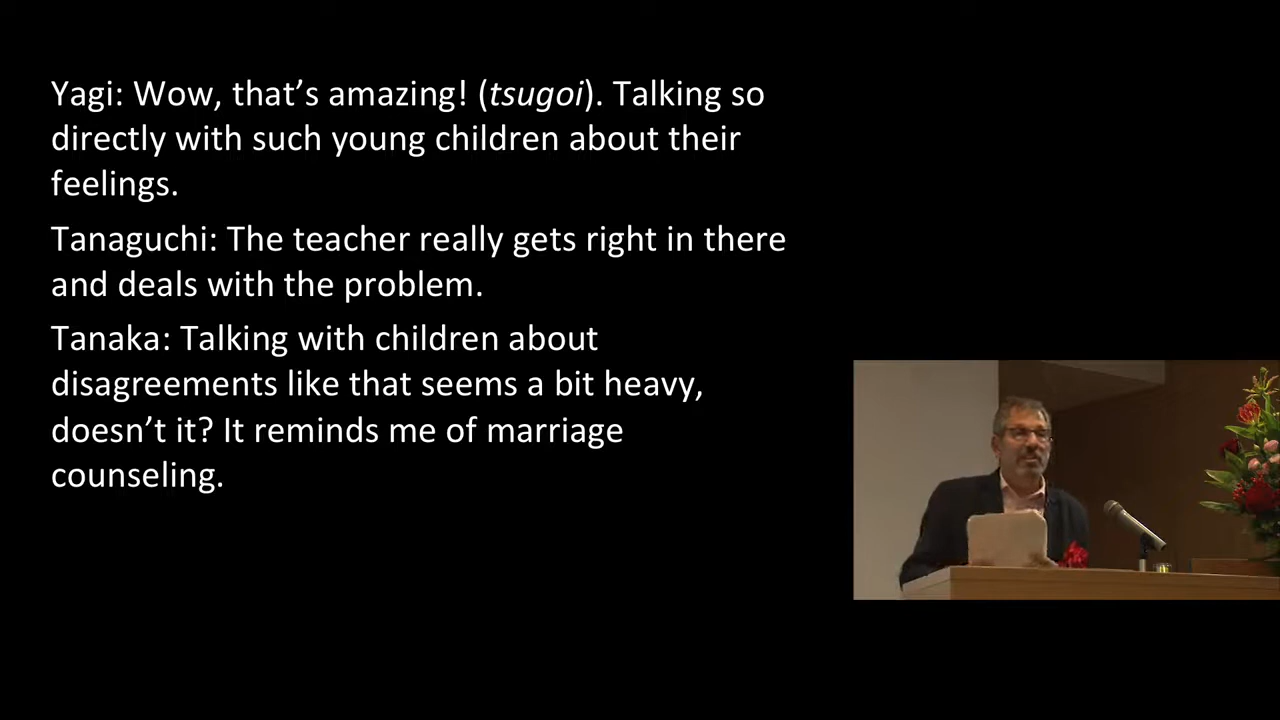 Yagi: Wow, that’s amazing! (tsugoi). Talking so
directly with such young children about their
feelings.
Tanaguchi: The teacher really gets right in there
and deals with the problem.
Tanaka: Talking with children about
disagreements like that seems a bit heavy,
doesn’t it? It reminds me of marriage
counseling.